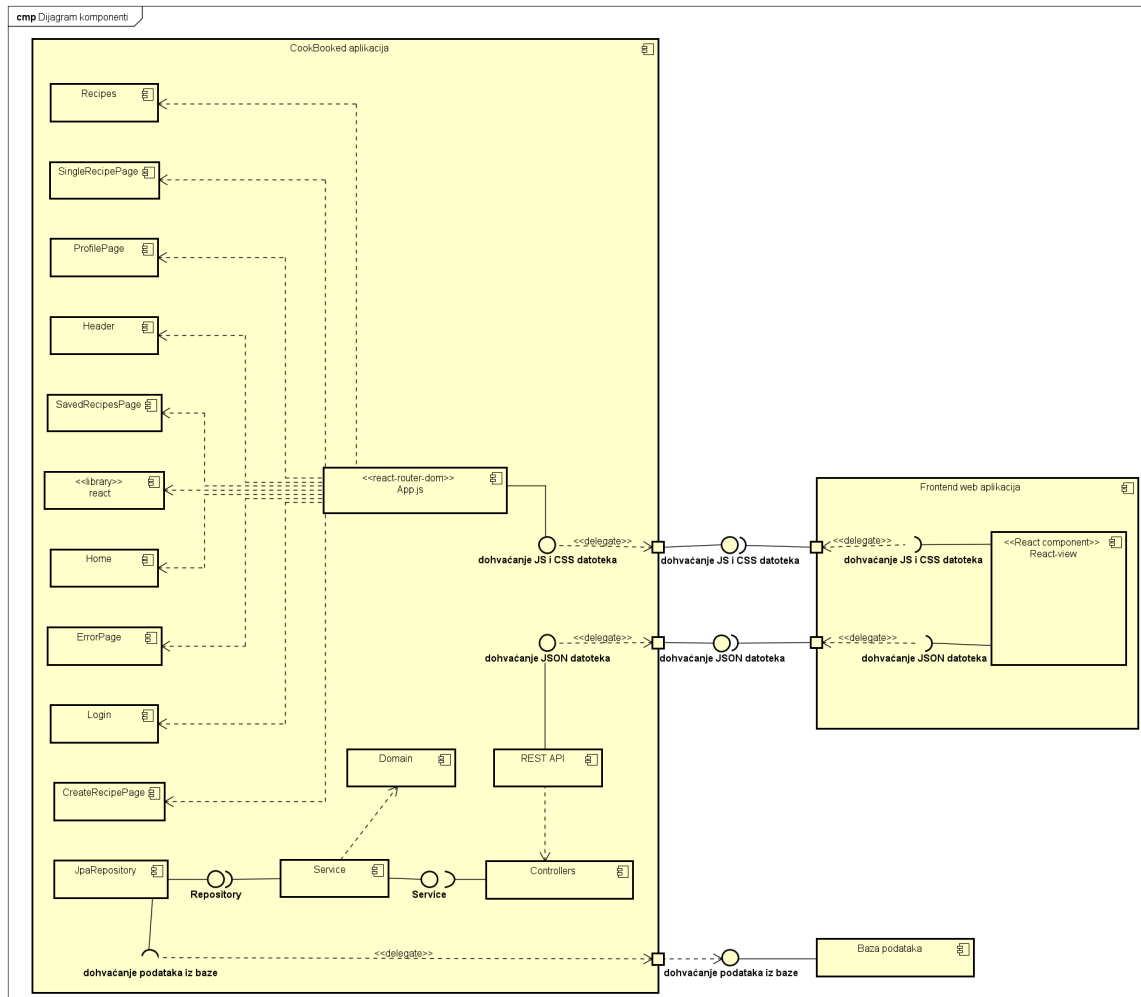 cmp Dijagram komponenti
CookBooked aplikacija
Recipes
SingleRecipePage
ProfilePage
Header
SavedRecipesPage
<<library>>
react
<<react-router-dom>>
App.js
Home
ErrorPage
Login
CreateRecipePage
<<delegate>>
dohvaćanje JS i CSS datoteka
dohvaćanje JS i CSS datoteka
Frontend web aplikacija
<<delegate>>
dohvaćanje JS i CSS datoteka
<<React component>>
React-view
<<delegate>>
dohvaćanje JSON datoteka
dohvaćanje JSON datoteka
<<delegate>>
dohvaćanje JSON datoteka
Domain
REST API
JpaRepository
Repository
Service
Service
Controllers
<<delegate>>
dohvaćanje podataka iz baze
dohvaćanje podataka iz baze
Baza podataka